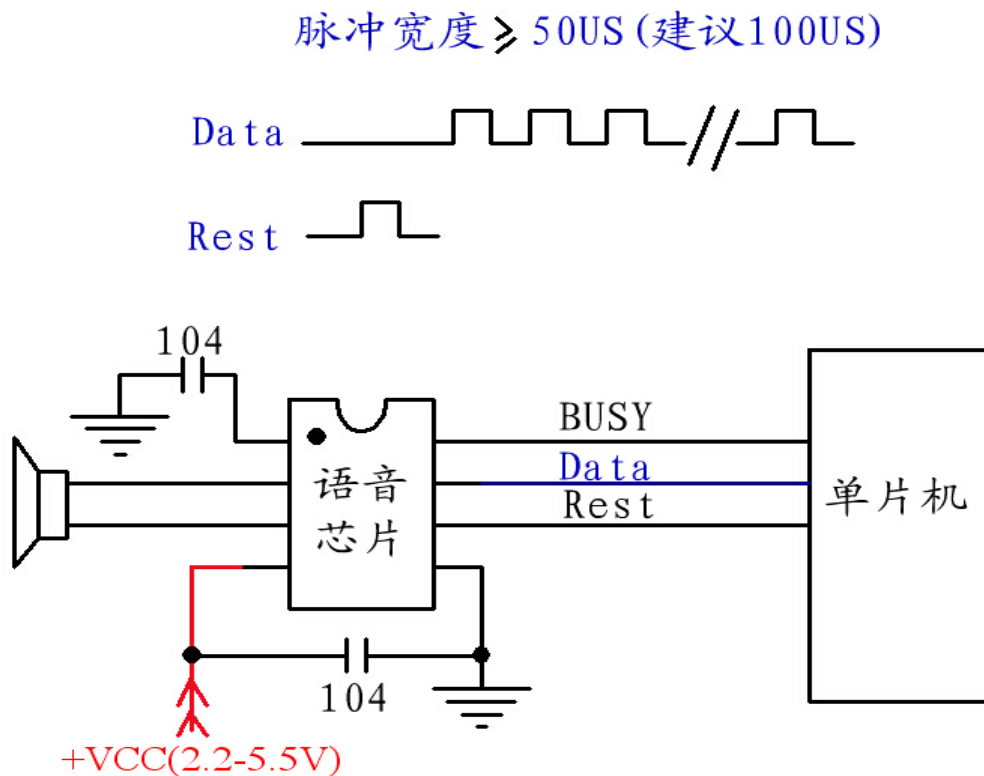 脉冲宽度≥50US(建议100US)
Data
Rest
104
BUSY
Data
Rest
语音
芯片
单片机
104
+VCC(2.2-5.5V)